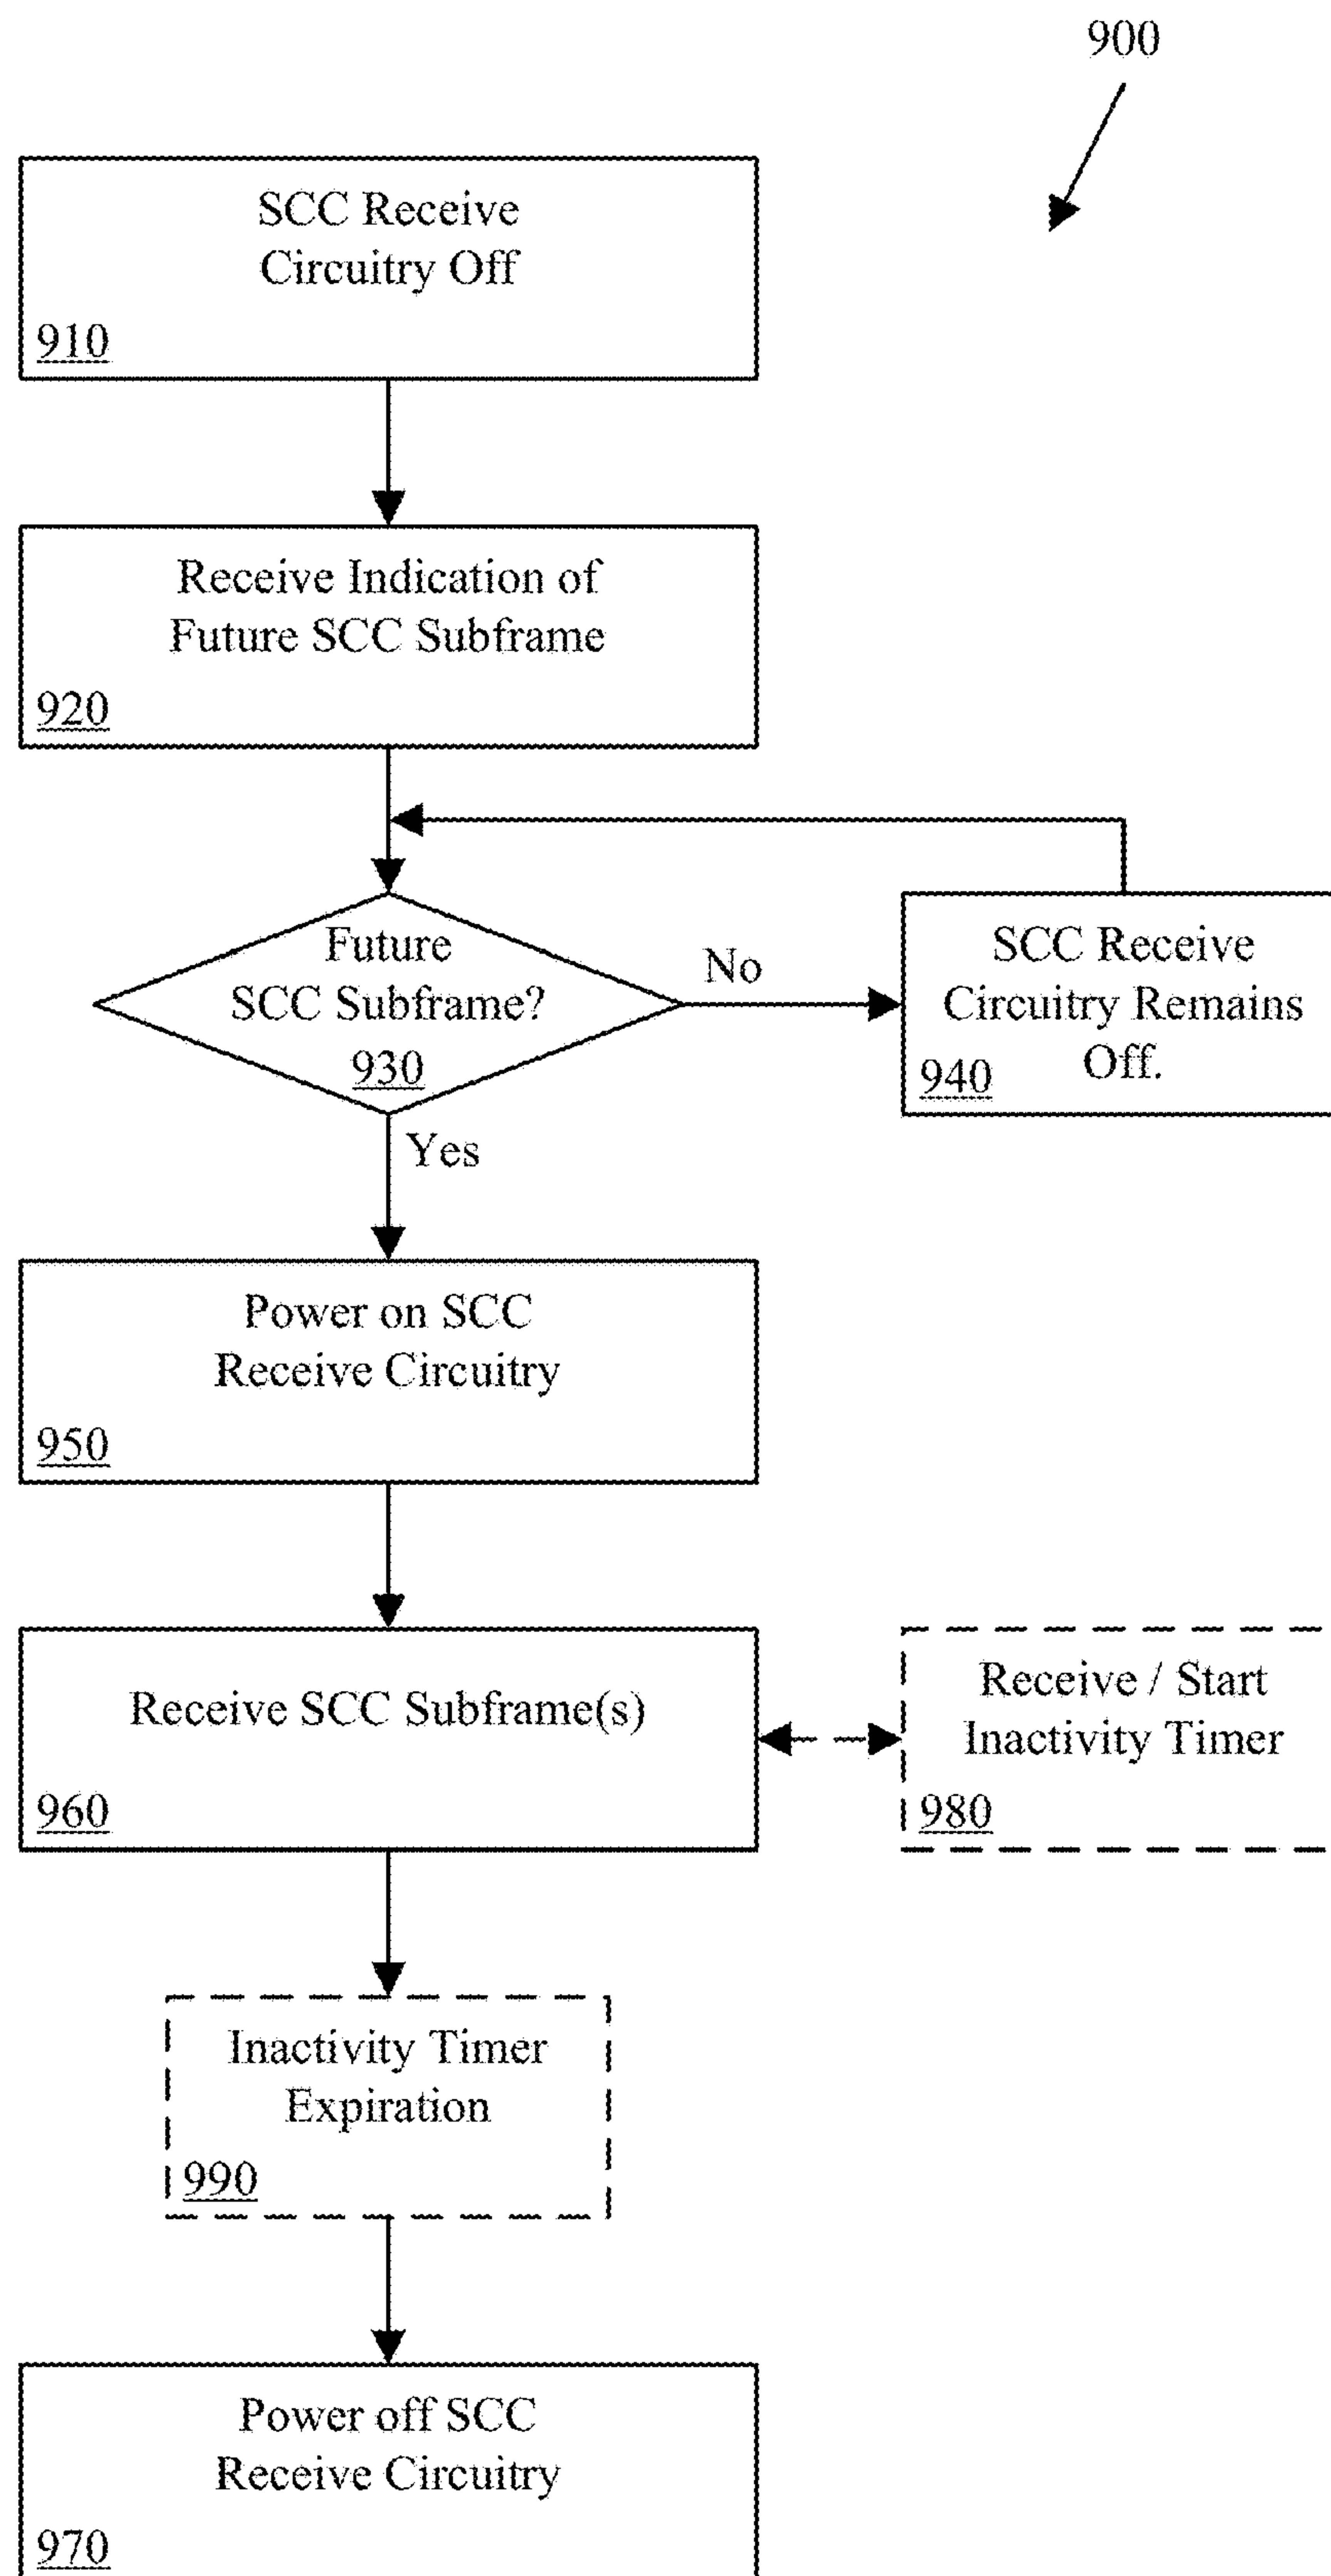 900
SCC Receive
Circuitry Off
910
Receive Indication of
Future SCC Subframe
920
Future
SCC Subframe?
930
No
SCC Receive
Circuitry Remains
Off.
940
Yes
Power on SCC
Receive Circuitry
950
Receive SCC Subframe(s)
960
Receive / Start
Inactivity Timer
980
Inactivity Timer
Expiration
990
Power off SCC
Receive Circuitry
970